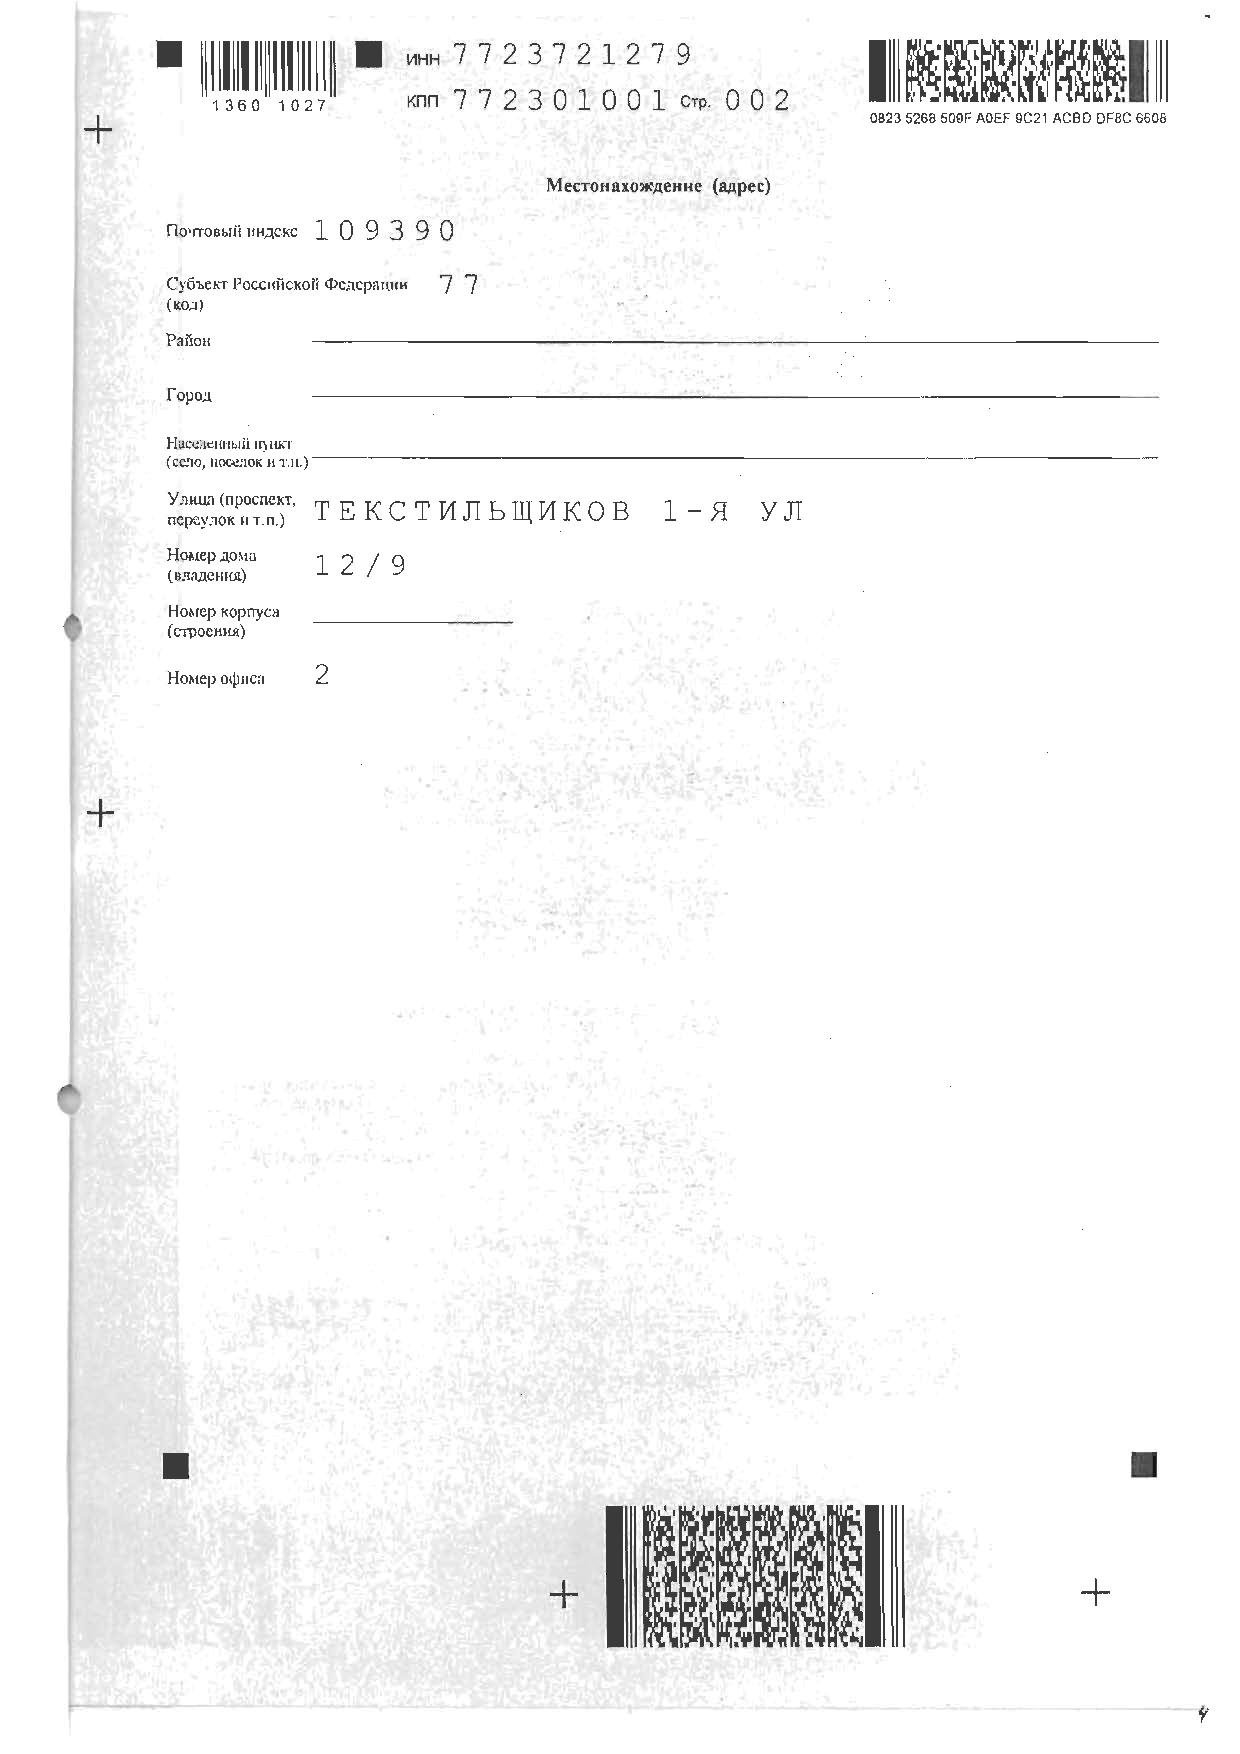 ИНН 7723721279
1360 1027
КПП 772301001 Стр. 002
0823 5268 509F A0EF 9C21 ACBD DF8C 6608
Местонахождение (адрес)
Почтовый индекс 109390
Субъект Российской Федерации 77
(код)
Район
Город
Населенный пункт
(село, поселок и т.п.)
Улица (проспект,
переулок и т.п.) ТЕКСТИЛЬЩИКОВ 1-Я УЛ
Номер дома
(владения) 12/9
Номер корпуса
(строения)
Номер офиса 2
4